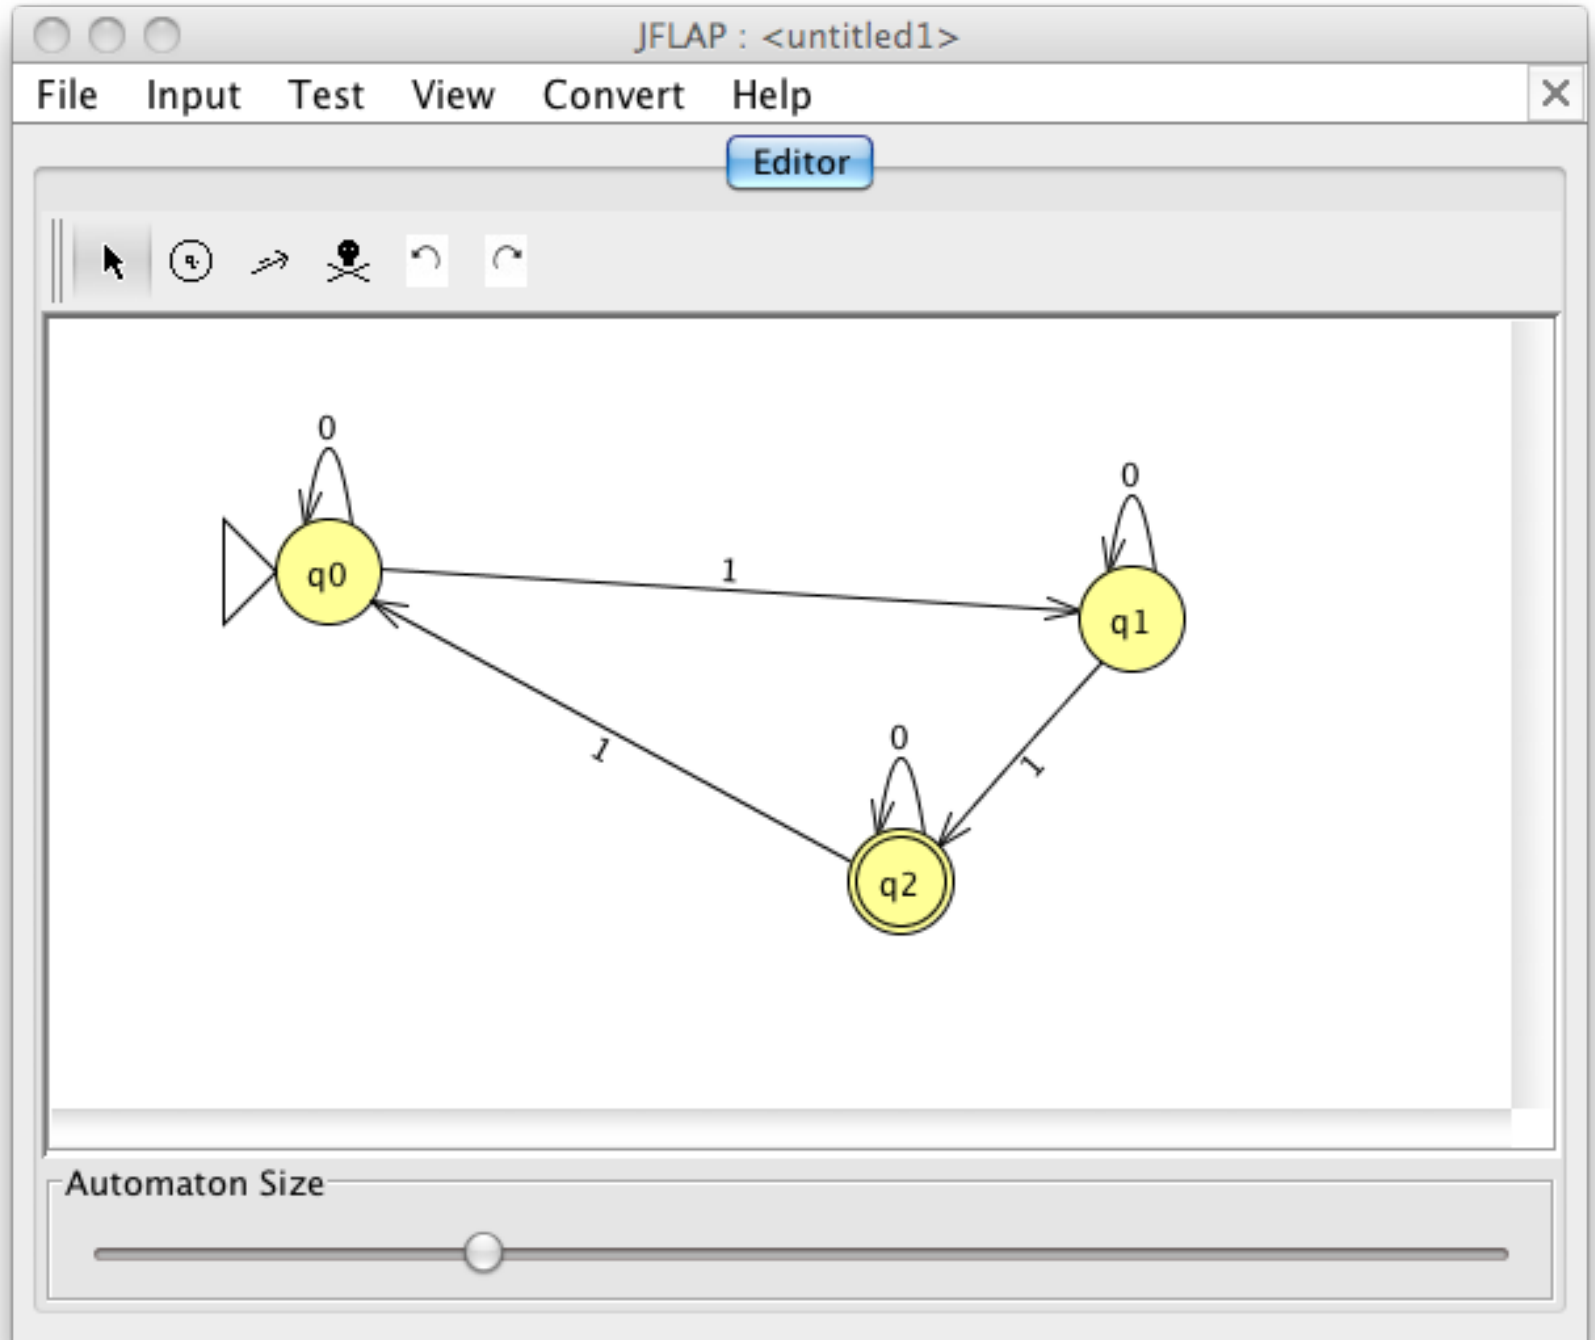 JFLAP : <untitled1>
File Input Test View Convert Help
Editor
q
0
0
q0
1
q1
1
0
1
q2
Automaton Size